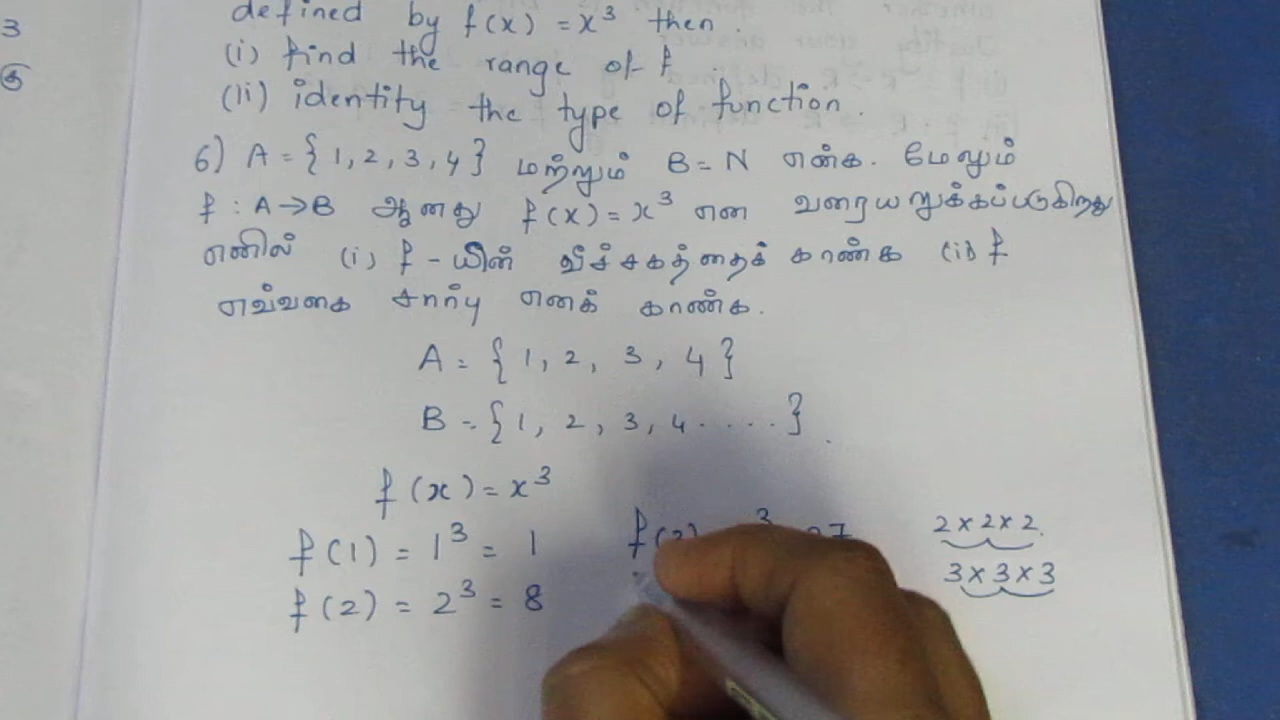 3
defined by f(x) = x³ then.
(i) find the range of f.
(ii) identity the type of function.
6) A = { 1, 2, 3, 4 } மற்றும் B = N என்க. மேலும்
f : A → B ஆனது f(x) = x³ என வரையறுக்கப்படுகிறது
எனில் (i) f - யின் வீச்சகத்தைக் காண்க (ii) f
எவ்வகை சார்பு எனக் காண்க.
A = { 1, 2, 3, 4 }
B = { 1, 2, 3, 4 ..... }
f (x) = x³
f (1) = 1³ = 1
f (2) = 2³ = 8
2 × 2 × 2
3 × 3 × 3